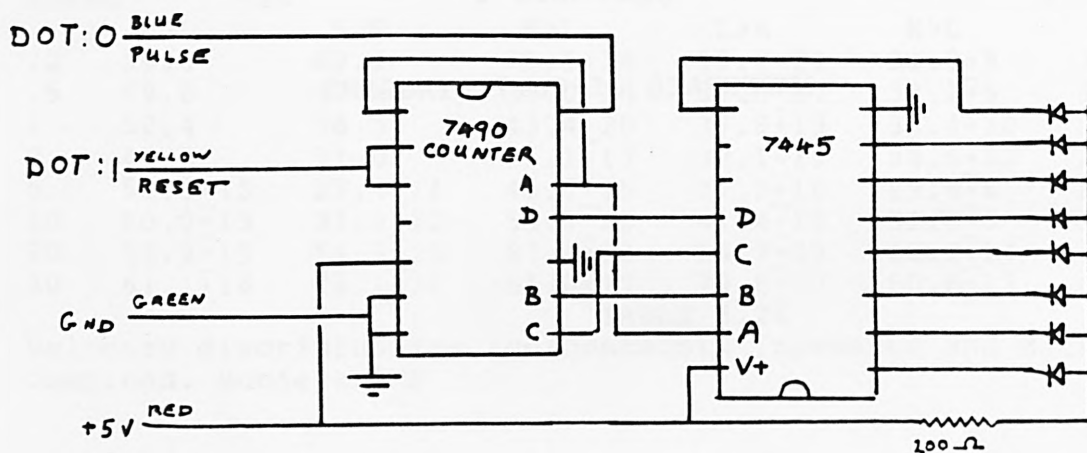 DOT:0 BLUE
PULSE
7490
COUNTER
7445
DOT:1 YELLOW
RESET
A
D
D
C
B
B
C
A
V+
GND GREEN
+5V RED
200Ω